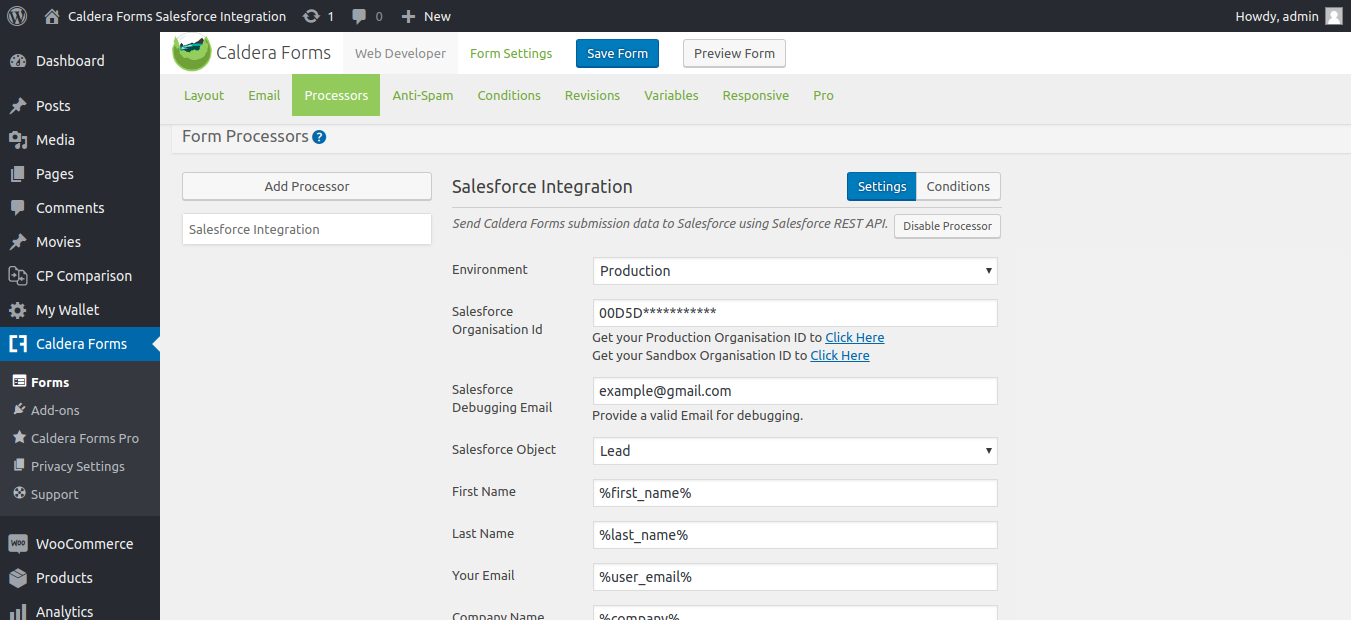 Caldera Forms Salesforce Integration 1 0 New Howdy, admin
Dashboard
Posts
Media
Pages
Comments
Movies
CP Comparison
My Wallet
Caldera Forms
Forms
Add-ons
Caldera Forms Pro
Privacy Settings
Support
WOO WooCommerce
Products
Analytics
Caldera Forms Web Developer Form Settings Save Form Preview Form
Layout Email Processors Anti-Spam Conditions Revisions Variables Responsive Pro
Form Processors ?
Add Processor
Salesforce Integration
Salesforce Integration Settings Conditions
Send Caldera Forms submission data to Salesforce using Salesforce REST API. Disable Processor
Environment Production
Salesforce
Organisation Id
00D5D***********
Get your Production Organisation ID to Click Here
Get your Sandbox Organisation ID to Click Here
Salesforce
Debugging Email
example@gmail.com
Provide a valid Email for debugging.
Salesforce Object Lead
First Name %first_name%
Last Name %last_name%
Your Email %user_email%
Company Name %company%